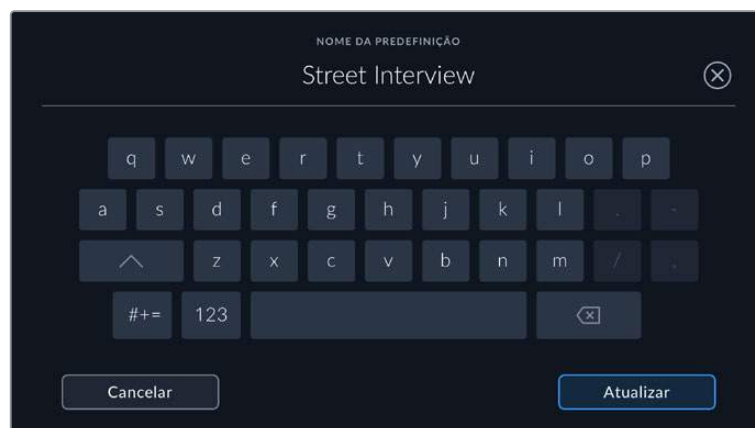 NOME DA PREDEFINIÇÃO
Street Interview
q w e r t y u i o p
a s d f g h j k l . -
z x c v b n m / .
#+= 123
Cancelar Atualizar